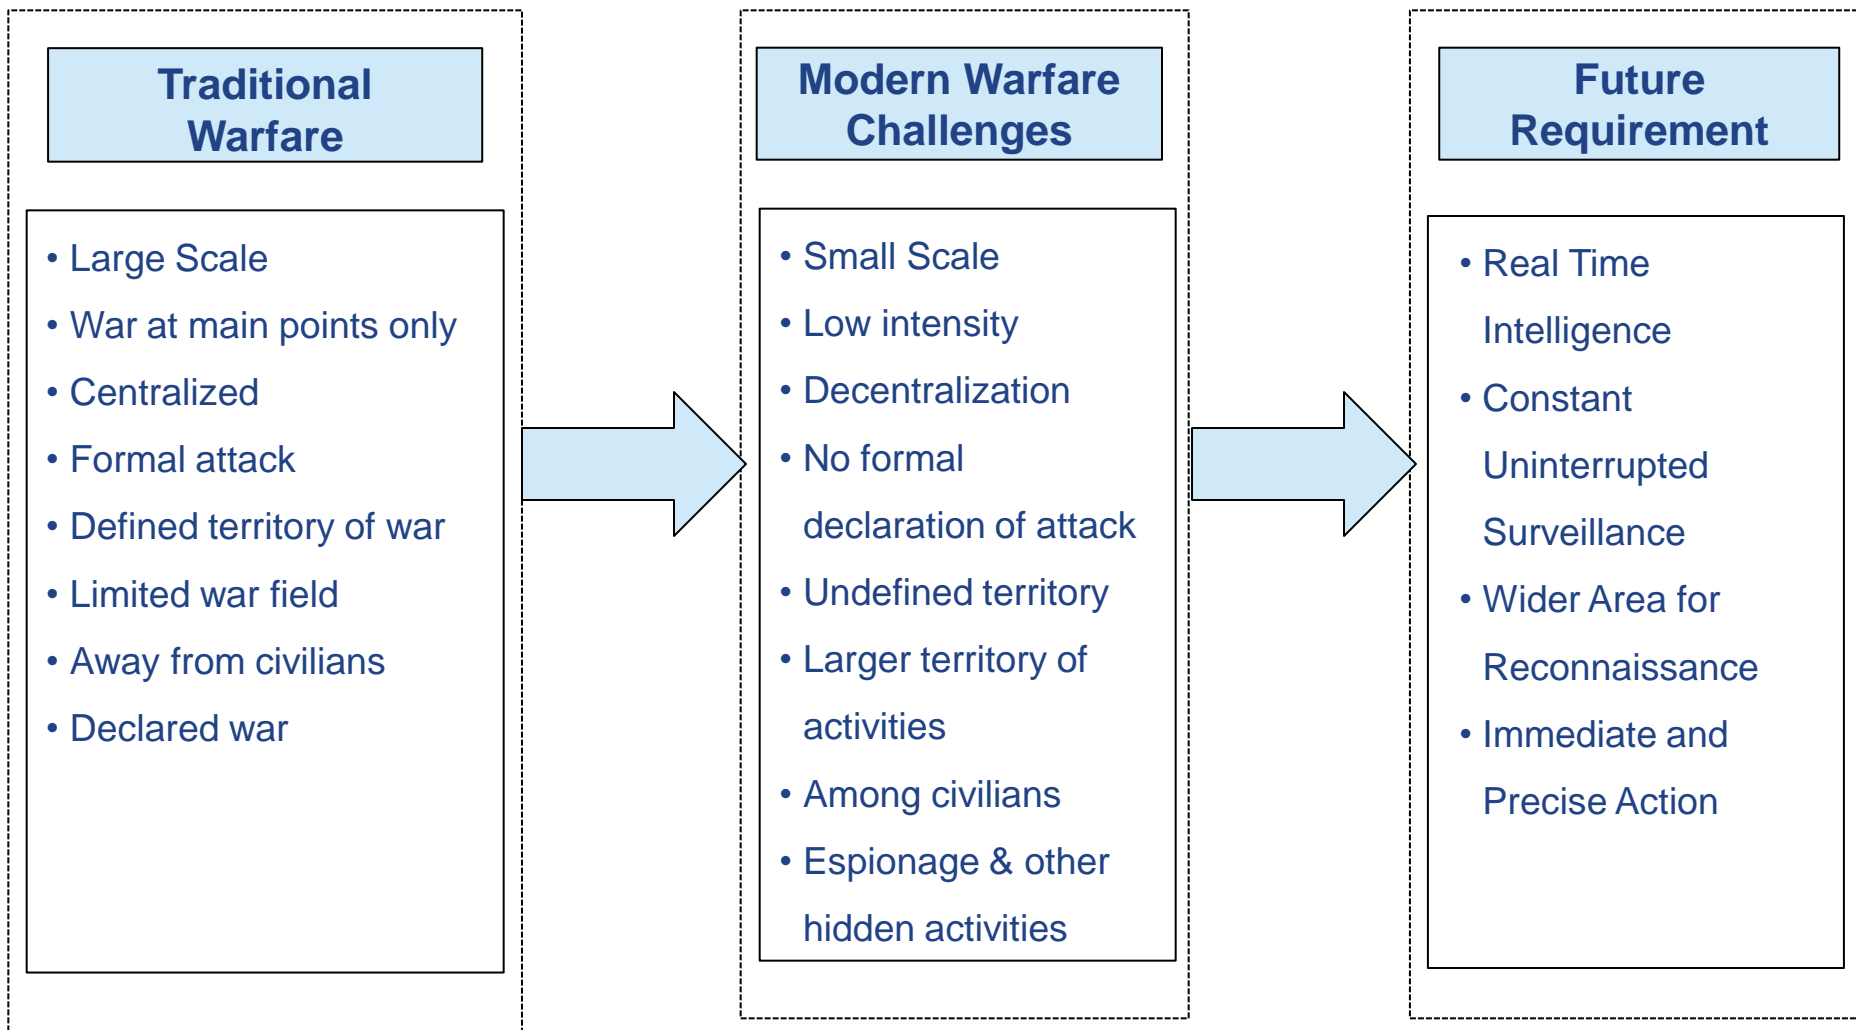 Traditional
Warfare
• Large Scale
• War at main points only
• Centralized
• Formal attack
• Defined territory of war
• Limited war field
• Away from civilians
• Declared war
Modern Warfare
Challenges
• Small Scale
• Low intensity
• Decentralization
• No formal
declaration of attack
• Undefined territory
• Larger territory of
activities
• Among civilians
• Espionage & other
hidden activities
Future
Requirement
• Real Time
Intelligence
• Constant
Uninterrupted
Surveillance
• Wider Area for
Reconnaissance
• Immediate and
Precise Action